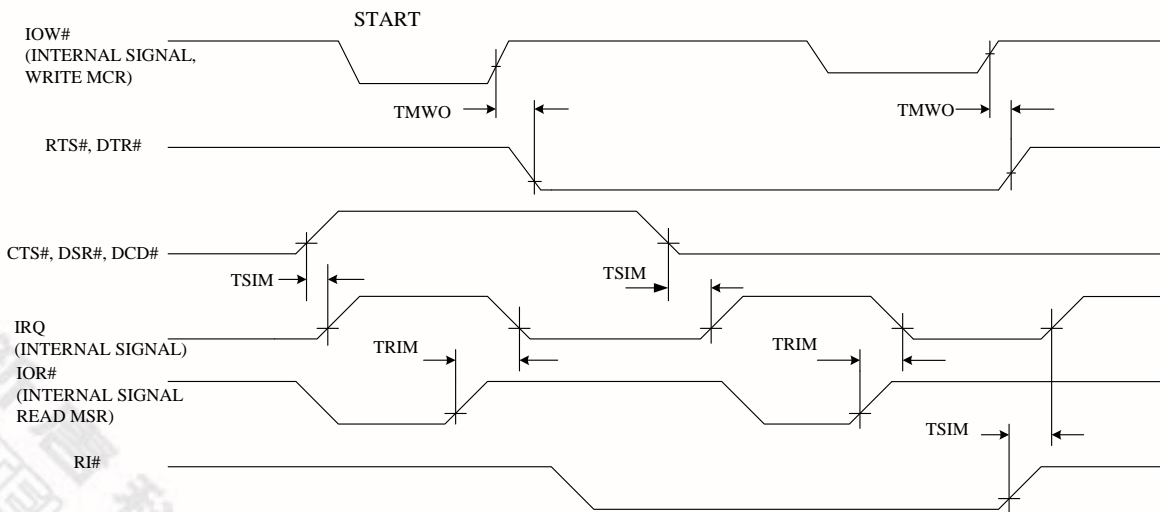 START
IOW#
(INTERNAL SIGNAL,
WRITE MCR)
TMWO
TMWO
RTS#, DTR#
CTS#, DSR#, DCD#
TSIM
TSIM
IRQ
(INTERNAL SIGNAL)
TRIM
TRIM
IOR#
(INTERNAL SIGNAL
READ MSR)
TSIM
RI#